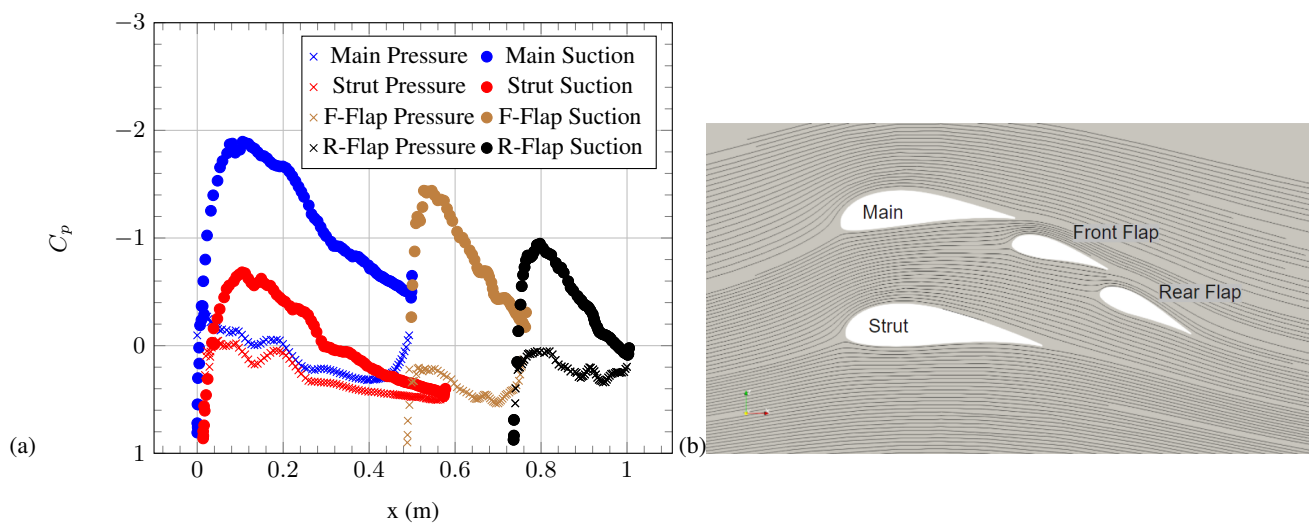 −3
−2
−1
0
1
C_p
0
0.2
0.4
0.6
0.8
1
x (m)
Main Pressure
Main Suction
Strut Pressure
Strut Suction
F-Flap Pressure
F-Flap Suction
R-Flap Pressure
R-Flap Suction
(a)
(b)
Main
Front Flap
Rear Flap
Strut